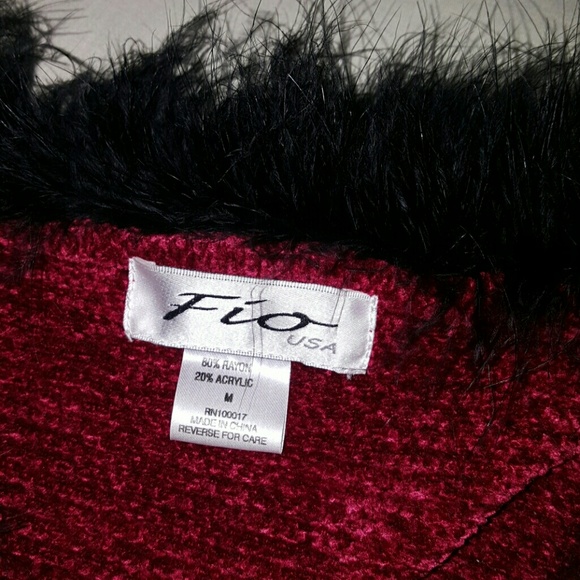 Fio
USA
80% RAYON
20% ACRYLIC
M
RN100017
MADE IN CHINA
REVERSE FOR CARE